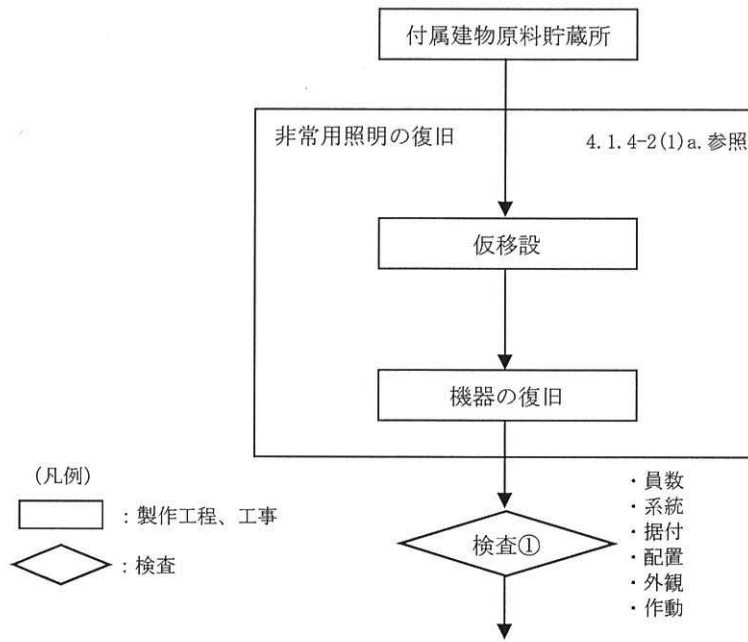 付属建物原料貯蔵所
非常用照明の復旧
4.1.4-2(1)a.参照
仮移設
機器の復旧
検査①
・員数
・系統
・据付
・配置
・外観
・作動
(凡例)
：製作工程、工事
：検査